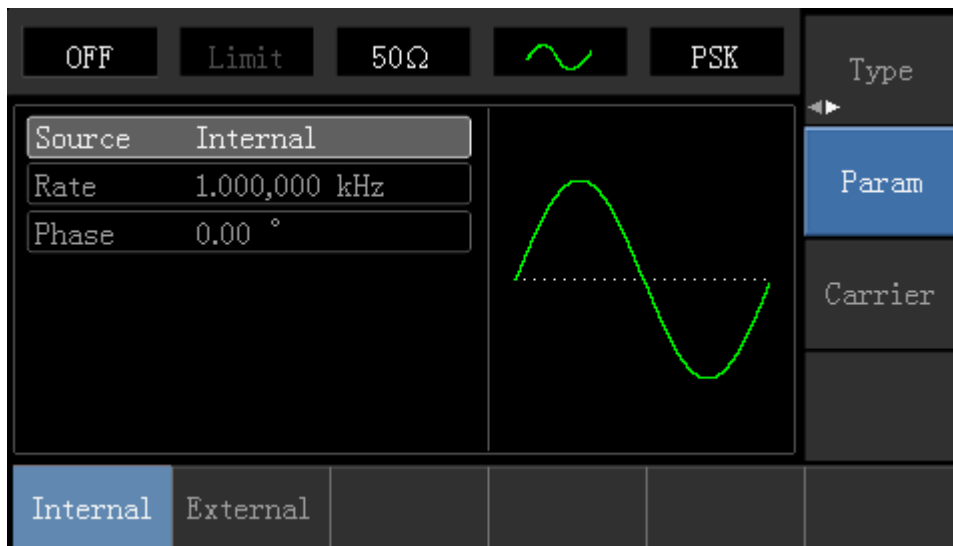 OFF Limit 50Ω PSK Type
Source Internal
Rate 1.000,000 kHz
Phase 0.00 °
Param
Carrier
Internal External